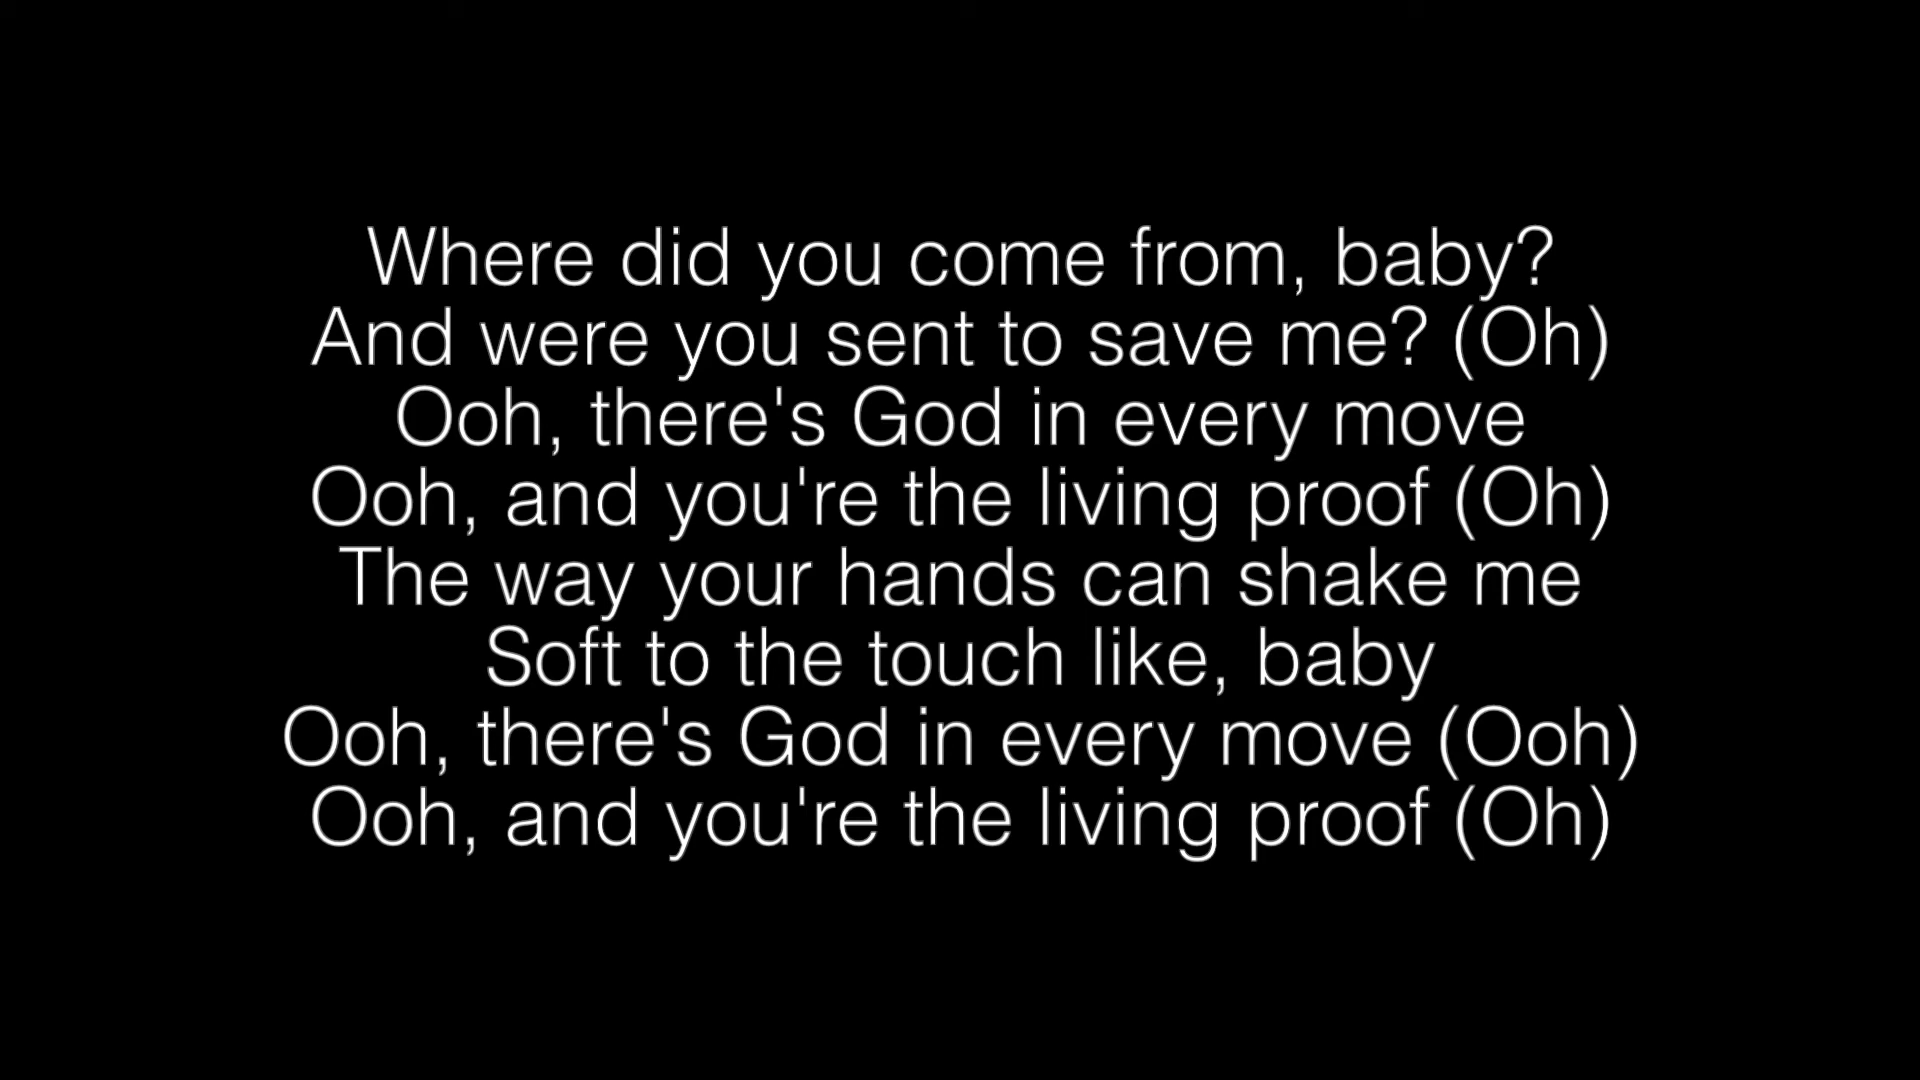 Where did you come from, baby?
And were you sent to save me? (Oh)
Ooh, there's God in every move
Ooh, and you're the living proof (Oh)
The way your hands can shake me
Soft to the touch like, baby
Ooh, there's God in every move (Ooh)
Ooh, and you're the living proof (Oh)